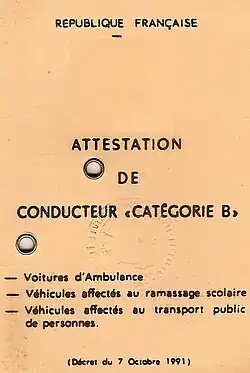 RÉPUBLIQUE FRANÇAISE
—
ATTESTATION
DE
CONDUCTEUR «CATÉGORIE B»
— Voitures d'Ambulance
— Véhicules affectés au ramassage scolaire
— Véhicules affectés au transport public
de personnes.
(Décret du 7 Octobre 1991)